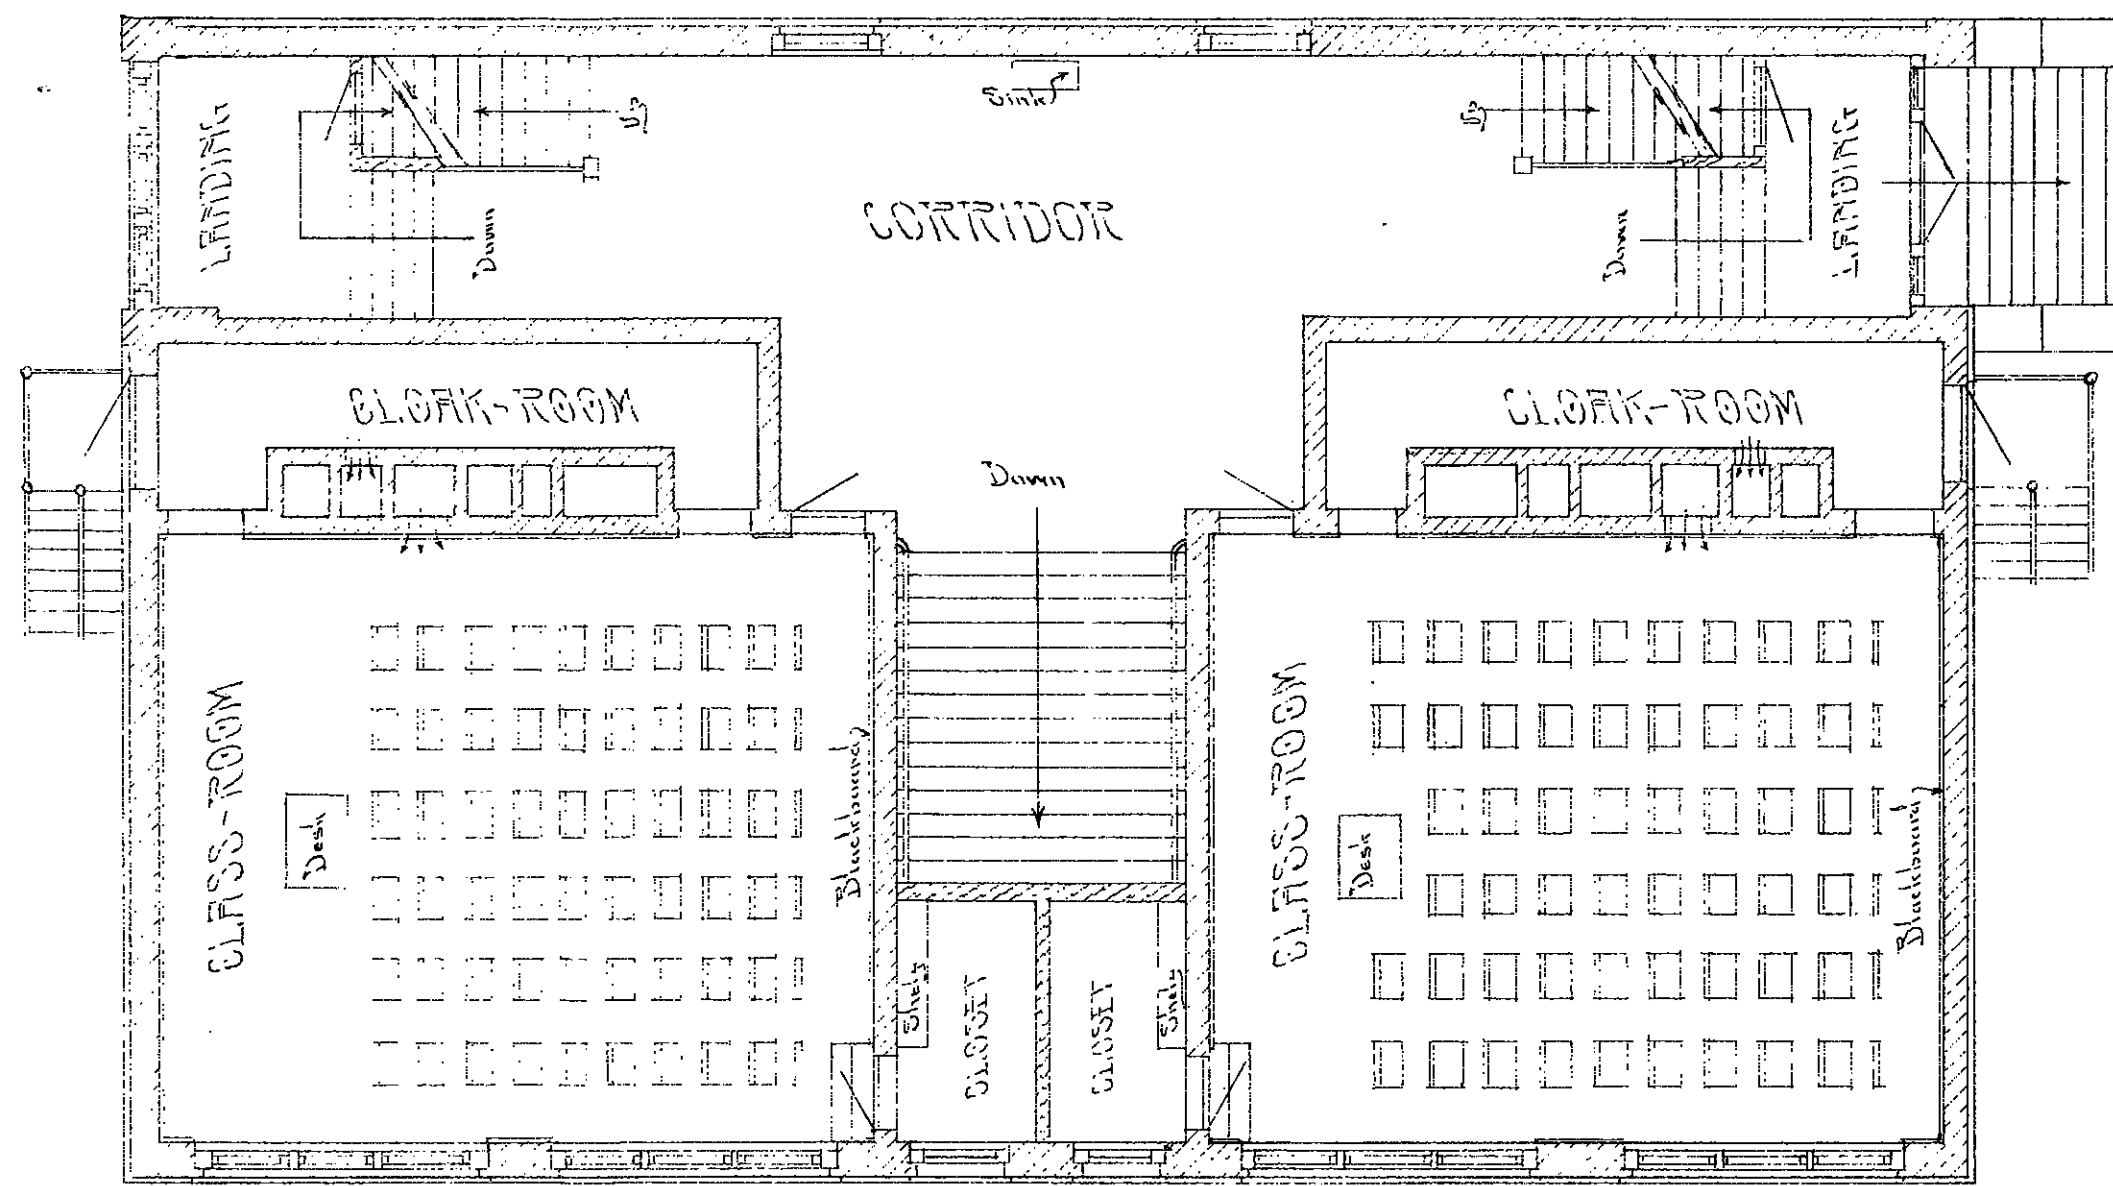 Sink
Up
Up
LANDING
CORRIDOR
LANDING
Down
Down
CLOAK-ROOM
CLOAK-ROOM
Down
CLASS-ROOM
Desk
Blackboard
CLASS-ROOM
Desk
Blackboard
Shelf
CLOSET
CLOSET
Shelf